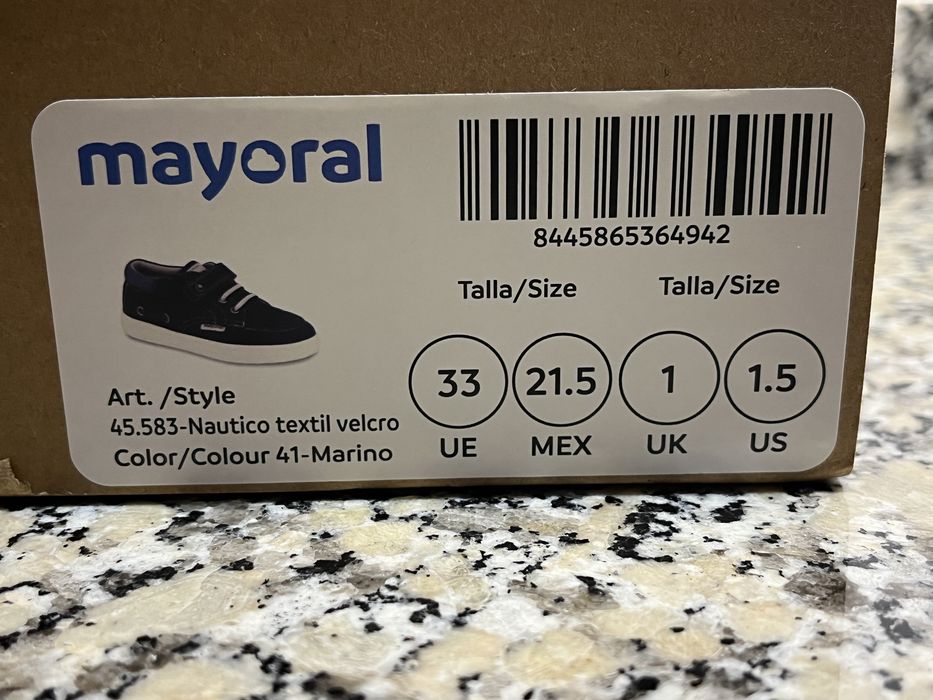 mayoral
8445865364942
Talla/Size Talla/Size
33 21.5 1 1.5
UE MEX UK US
Art. /Style
45.583-Nautico textil velcro
Color/Colour 41-Marino